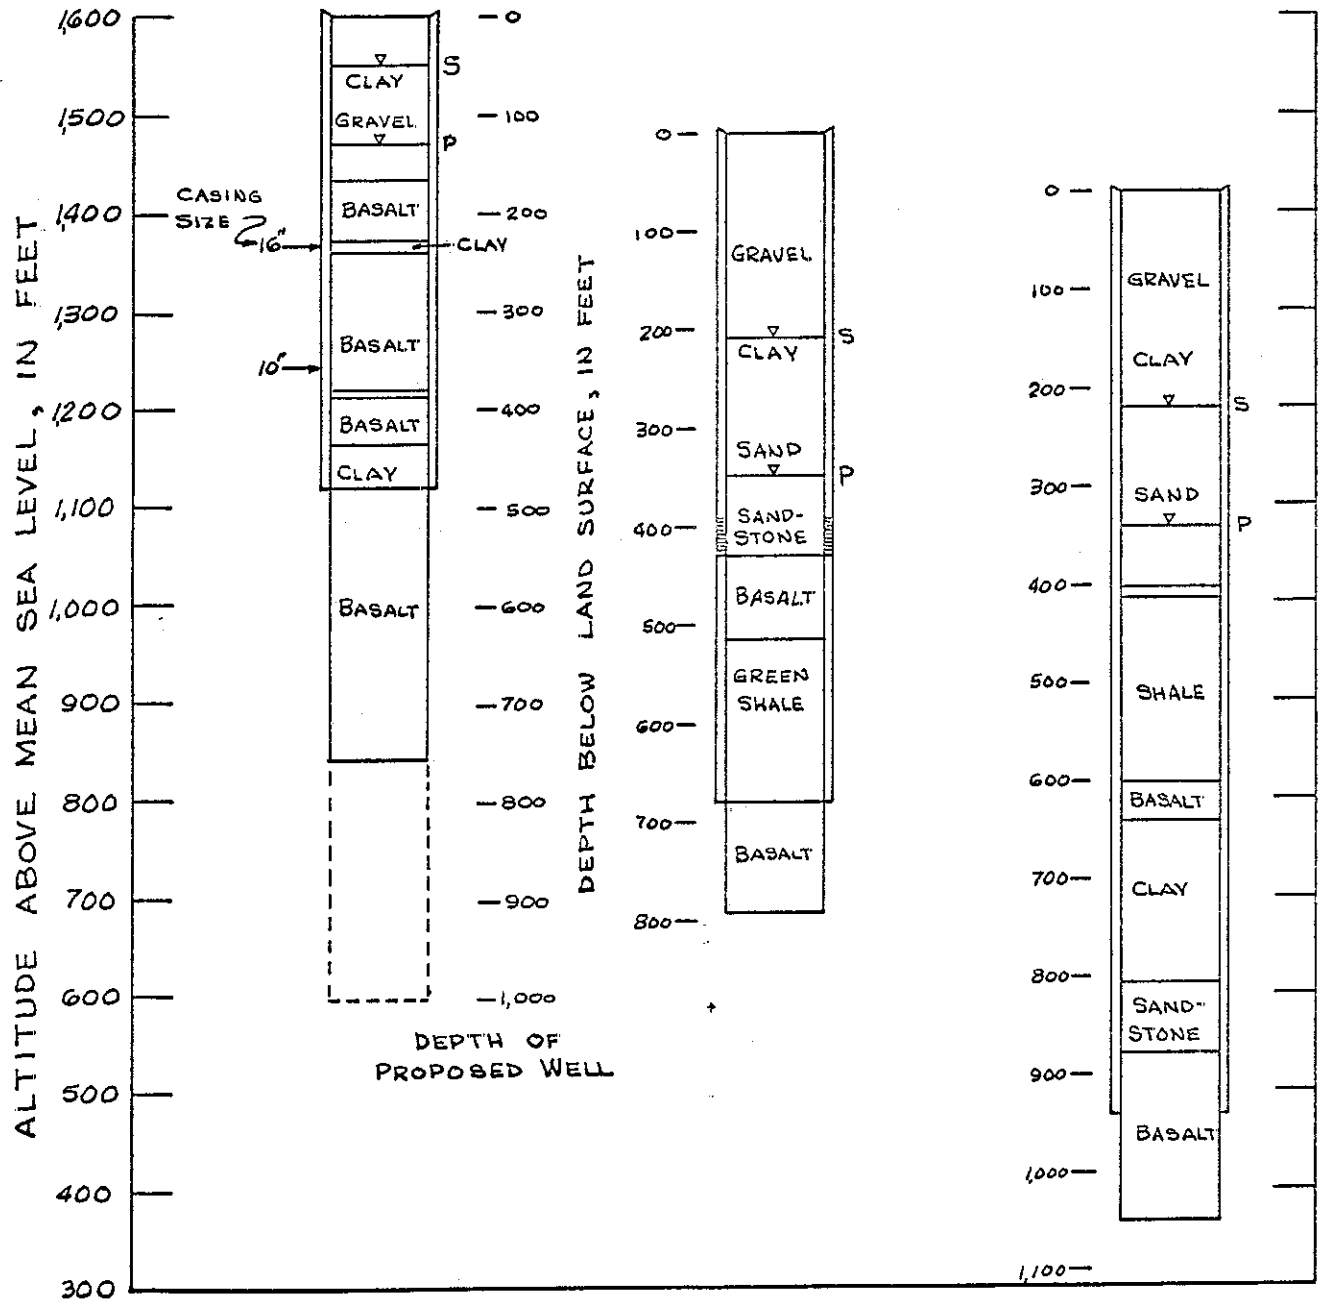 ALTITUDE ABOVE MEAN SEA LEVEL, IN FEET
1,600
1,500
1,400
1,300
1,200
1,100
1,000
900
800
700
600
500
400
300
CASING
SIZE
16"
10"
S
CLAY
GRAVEL
P
BASALT
CLAY
BASALT
BASALT
CLAY
BASALT
0
100
200
300
400
500
600
700
800
900
1,000
DEPTH OF
PROPOSED WELL
DEPTH BELOW LAND SURFACE, IN FEET
0
100
200
300
400
500
600
700
800
GRAVEL
S
CLAY
SAND
P
SAND-
STONE
BASALT
GREEN
SHALE
BASALT
0
100
200
300
400
500
600
700
800
900
1,000
1,100
GRAVEL
CLAY
S
SAND
P
SHALE
BASALT
CLAY
SAND-
STONE
BASALT